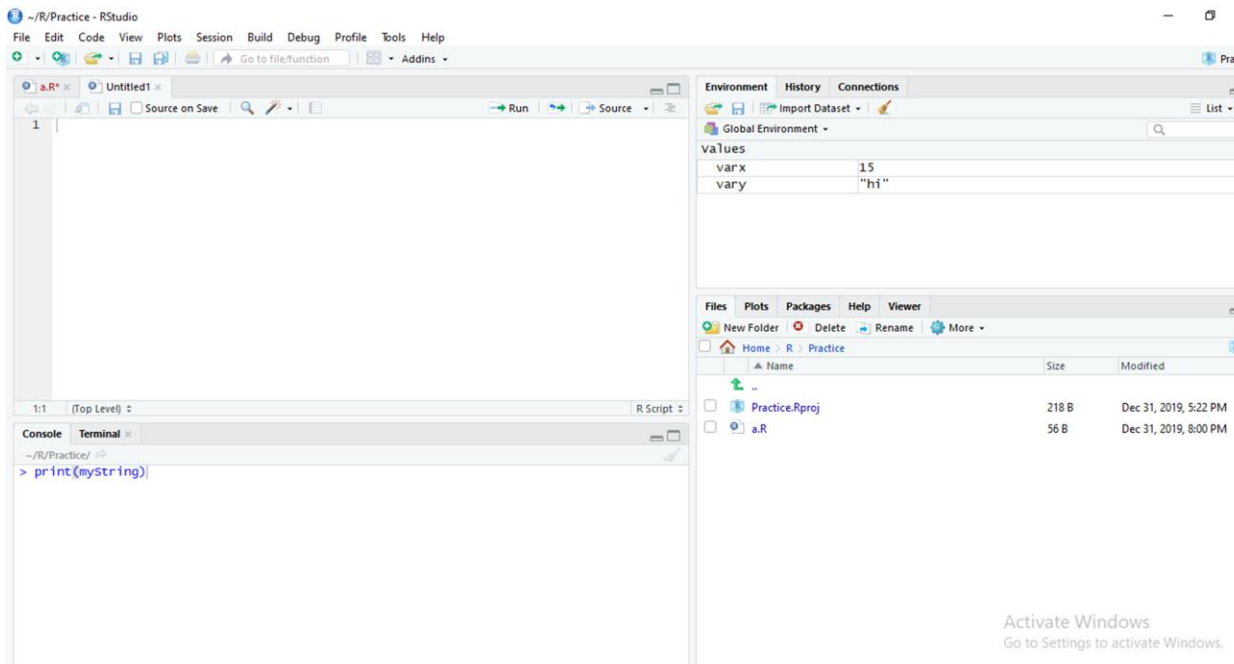 ~/R/Practice - RStudio
File Edit Code View Plots Session Build Debug Profile Tools Help
Go to file/function Addins
a.R* Untitled1
Source on Save Run Source
1
1:1 (Top Level) R Script
Console Terminal
~/R/Practice/
> print(myString)
Environment History Connections
Import Dataset List
Global Environment
values
varx 15
vary "hi"
Files Plots Packages Help Viewer
New Folder Delete Rename More
Home R Practice
Name Size Modified
..
Practice.Rproj 218 B Dec 31, 2019, 5:22 PM
a.R 56 B Dec 31, 2019, 8:00 PM
Activate Windows
Go to Settings to activate Windows.